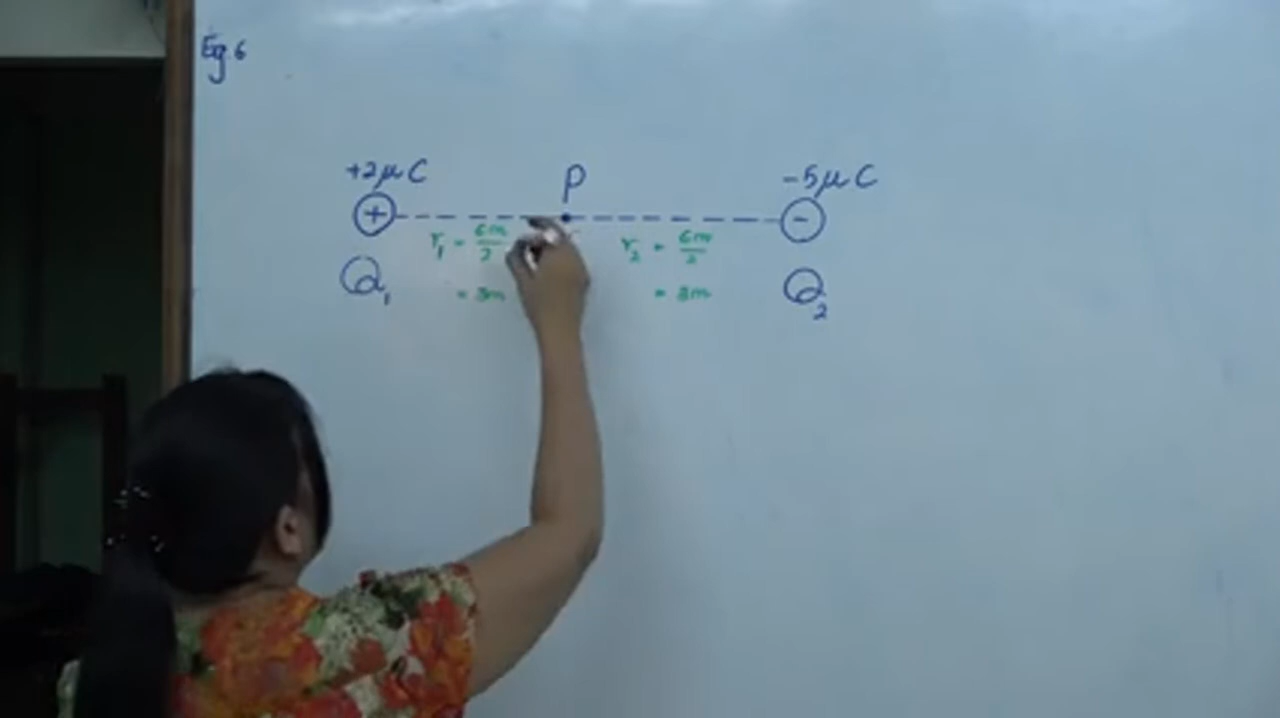 Eg. 6
+2μC P -5μC
+ -
r₁ = 6m/2 r₂ = 6m/2
Q₁ = 3m = 3m Q₂